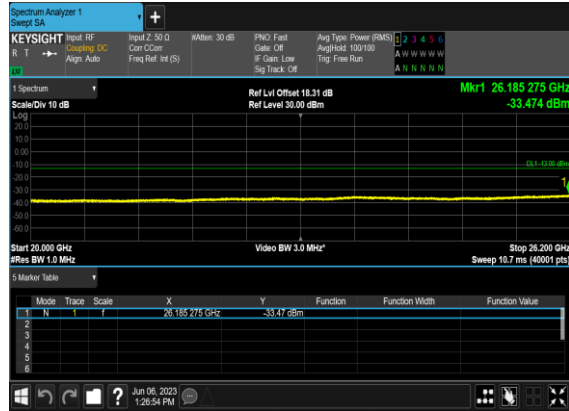 Spectrum Analyzer 1
Swept SA
KEYSIGHT Input: RF Input Z: 50 Ω #Atten: 30 dB PNO: Fast Avg Type: Power (RMS) 1 2 3 4 5 6
R T Coupling: DC Corr CCorr Gate: Off Avg|Hold: 100/100 A W W W W W
Align: Auto Freq Ref: Int (S) IF Gain: Low Trig: Free Run
Sig Track: Off A N N N N N
1 Spectrum Ref Lvl Offset 18.31 dB Mkr1 26.185 275 GHz
Scale/Div 10 dB Ref Level 30.00 dBm -33.474 dBm
Log
20.0
10.0
0.00
-10.0
DL1 -13.00 dBm
-20.0
1
-30.0
-40.0
-50.0
-60.0
Start 20.000 GHz Video BW 3.0 MHz* Stop 26.200 GHz
#Res BW 1.0 MHz Sweep 10.7 ms (40001 pts)
5 Marker Table
Mode Trace Scale X Y Function Function Width Function Value
1 N 1 f 26.185 275 GHz -33.47 dBm
2
3
4
5
6
? Jun 06, 2023
1:26:54 PM